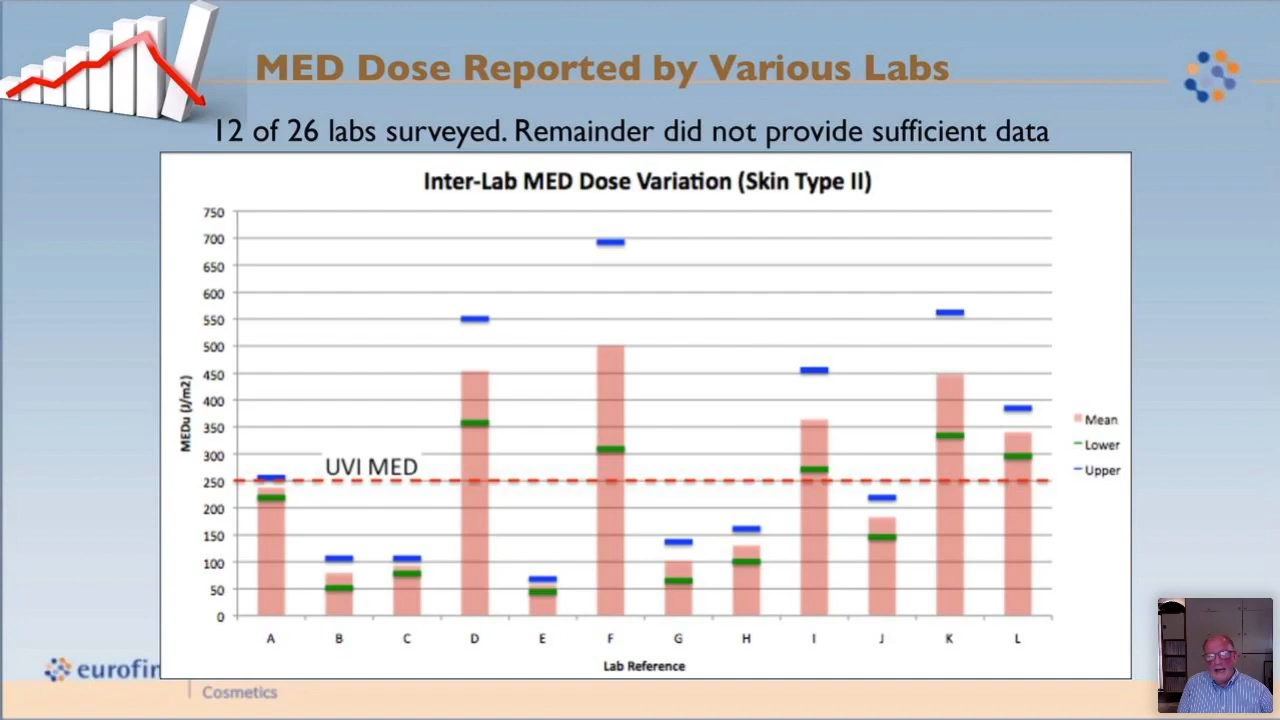 MED Dose Reported by Various Labs
12 of 26 labs surveyed. Remainder did not provide sufficient data
Inter-Lab MED Dose Variation (Skin Type II)
750
700
650
600
550
500
450
400
350
300
250
200
150
100
50
0
MEDu (J/m2)
UVI MED
A B C D E F G H I J K L
Lab Reference
Mean
Lower
Upper
eurofin
Cosmetics